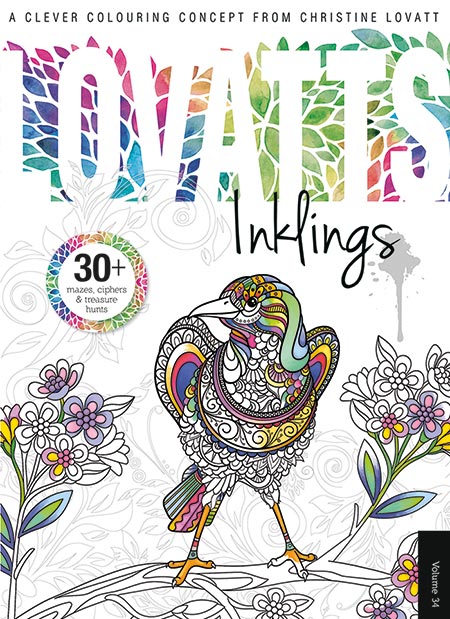 A CLEVER COLOURING CONCEPT FROM CHRISTINE LOVATT
LOVATTS
Inklings
30+
mazes, ciphers
& treasure
hunts
Volume 34